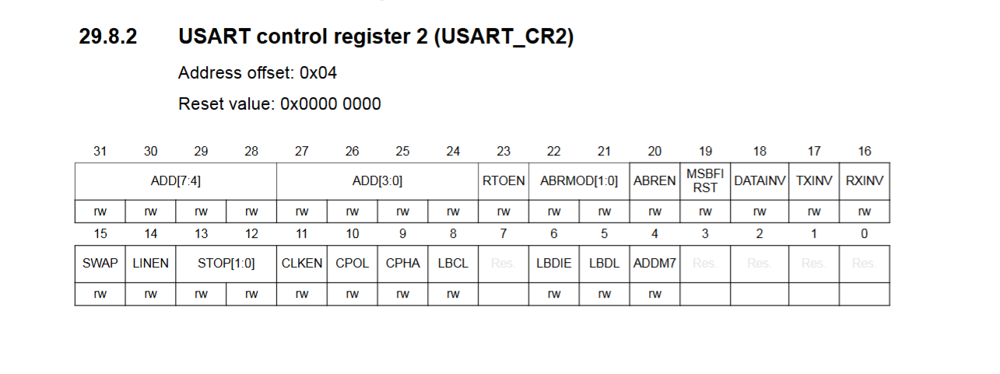 29.8.2 USART control register 2 (USART_CR2)
Address offset: 0x04
Reset value: 0x0000 0000
31 30 29 28 27 26 25 24 23 22 21 20 19 18 17 16
ADD[7:4] ADD[3:0] RTOEN ABRMOD[1:0] ABREN MSBFI
RST DATAINV TXINV RXINV
rw rw rw rw rw rw rw rw rw rw rw rw rw rw rw rw
15 14 13 12 11 10 9 8 7 6 5 4 3 2 1 0
SWAP LINEN STOP[1:0] CLKEN CPOL CPHA LBCL Res. LBDIE LBDL ADDM7 Res. Res. Res. Res.
rw rw rw rw rw rw rw rw rw rw rw